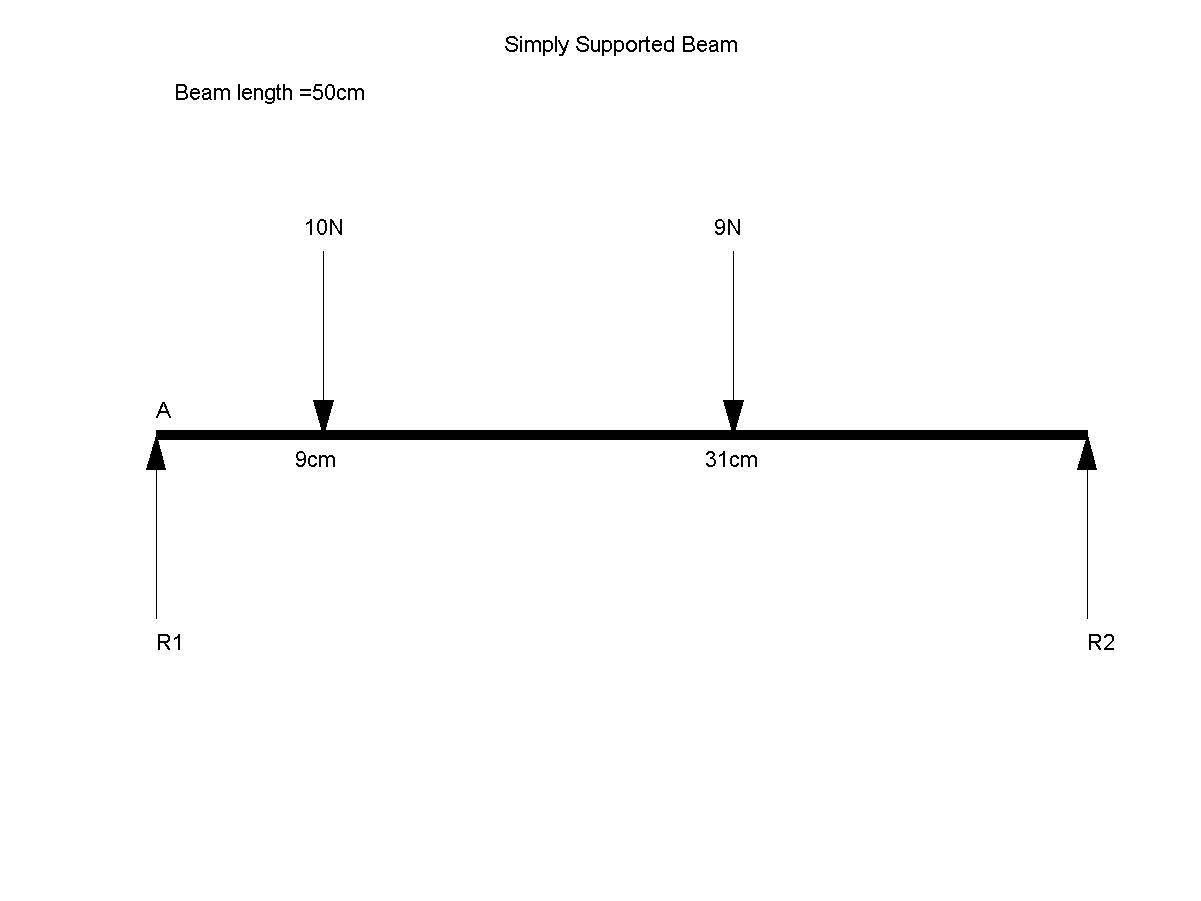 Simply Supported Beam
Beam length =50cm
10N
9N
A
9cm
31cm
R1
R2